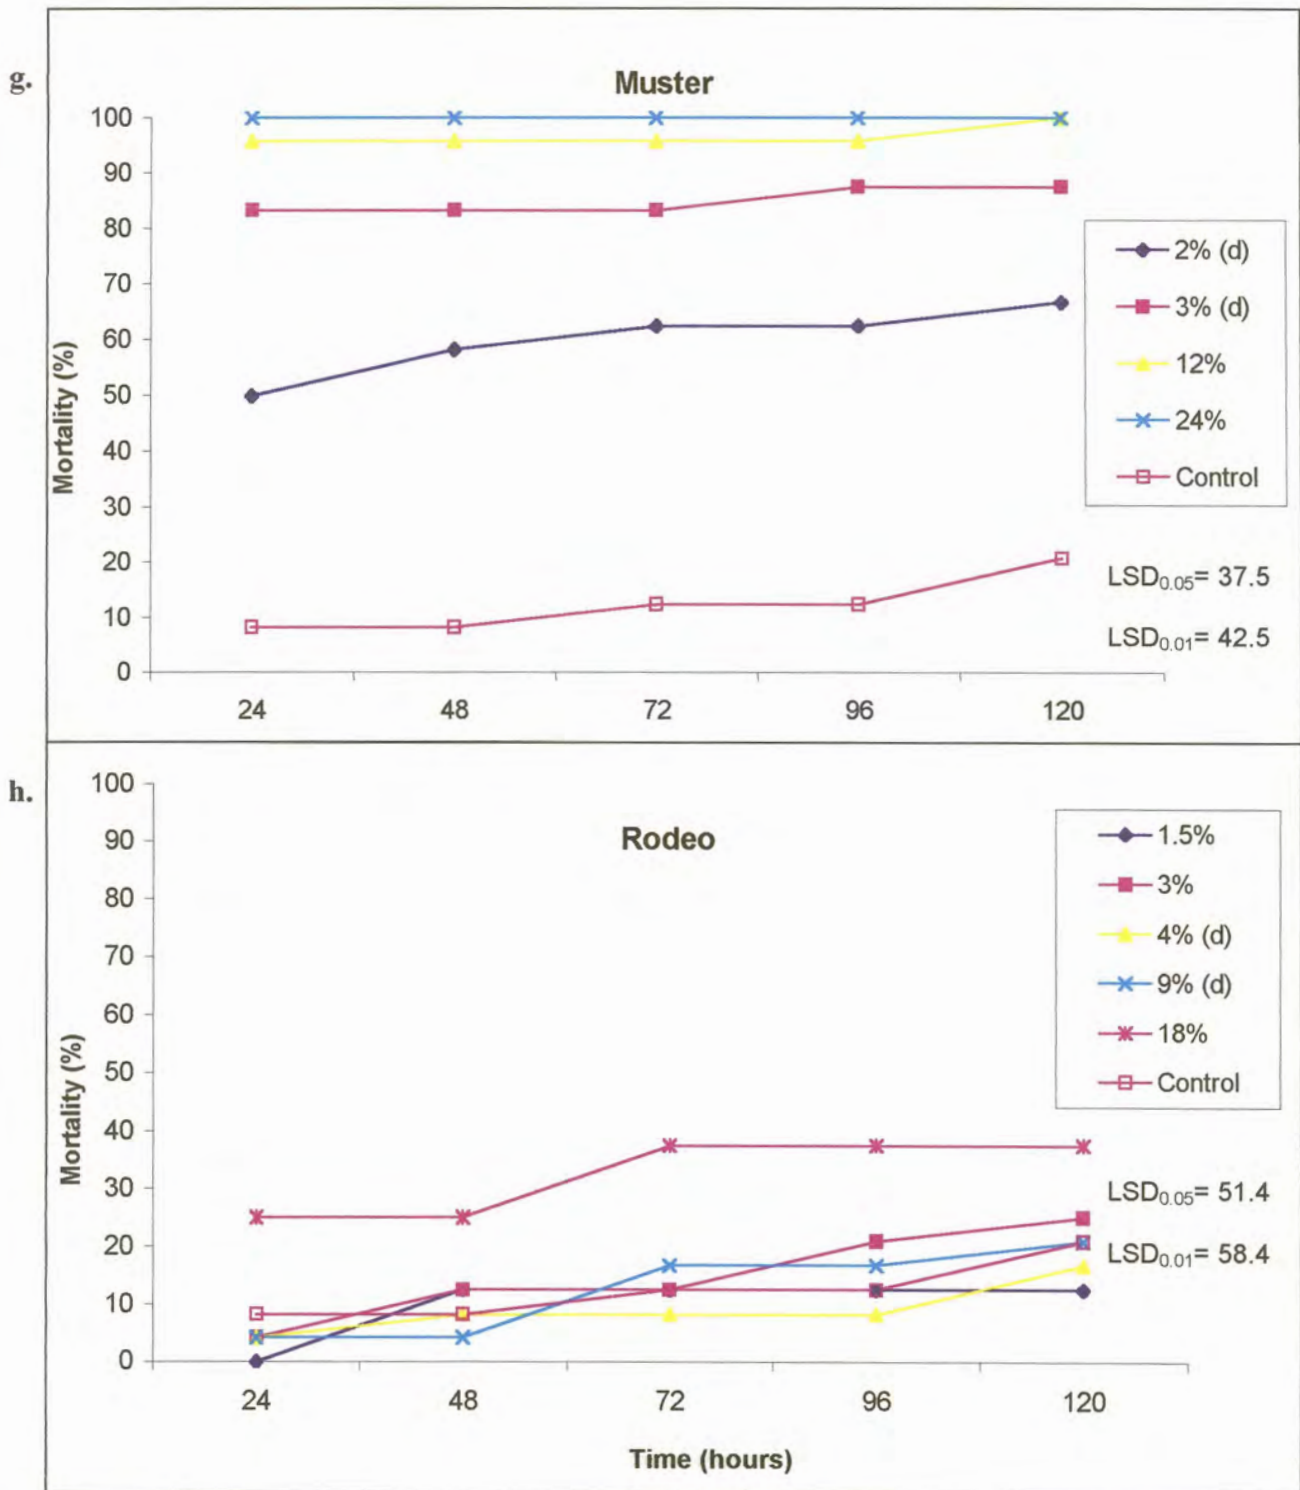 g.
Muster
100
90
80
70
60
50
40
30
20
10
0
Mortality (%)
24 48 72 96 120
2% (d)
3% (d)
12%
24%
Control
LSD0.05= 37.5
LSD0.01= 42.5
h.
Rodeo
100
90
80
70
60
50
40
30
20
10
0
Mortality (%)
24 48 72 96 120
Time (hours)
1.5%
3%
4% (d)
9% (d)
18%
Control
LSD0.05= 51.4
LSD0.01= 58.4